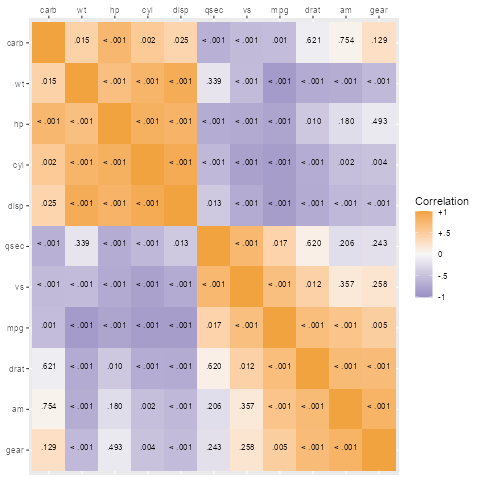 carb wt hp cyl disp qsec vs mpg drat am gear
carb .015 < .001 .002 .025 < .001 < .001 .001 .621 .754 .129
wt .015 < .001 < .001 < .001 .339 < .001 < .001 < .001 < .001 < .001
hp < .001 < .001 < .001 < .001 < .001 < .001 < .001 .010 .180 .493
cyl .002 < .001 < .001 < .001 < .001 < .001 < .001 < .001 .002 .004
disp .025 < .001 < .001 < .001 .013 < .001 < .001 < .001 < .001 < .001
qsec < .001 .339 < .001 < .001 .013 < .001 .017 .620 .206 .243
vs < .001 < .001 < .001 < .001 < .001 < .001 < .001 .012 .357 .258
mpg .001 < .001 < .001 < .001 < .001 .017 < .001 < .001 < .001 .005
drat .621 < .001 .010 < .001 < .001 .620 .012 < .001 < .001 < .001
am .754 < .001 .180 .002 < .001 .206 .357 < .001 < .001 < .001
gear .129 < .001 .493 .004 < .001 .243 .258 .005 < .001 < .001
Correlation
+1
+.5
0
-.5
-1